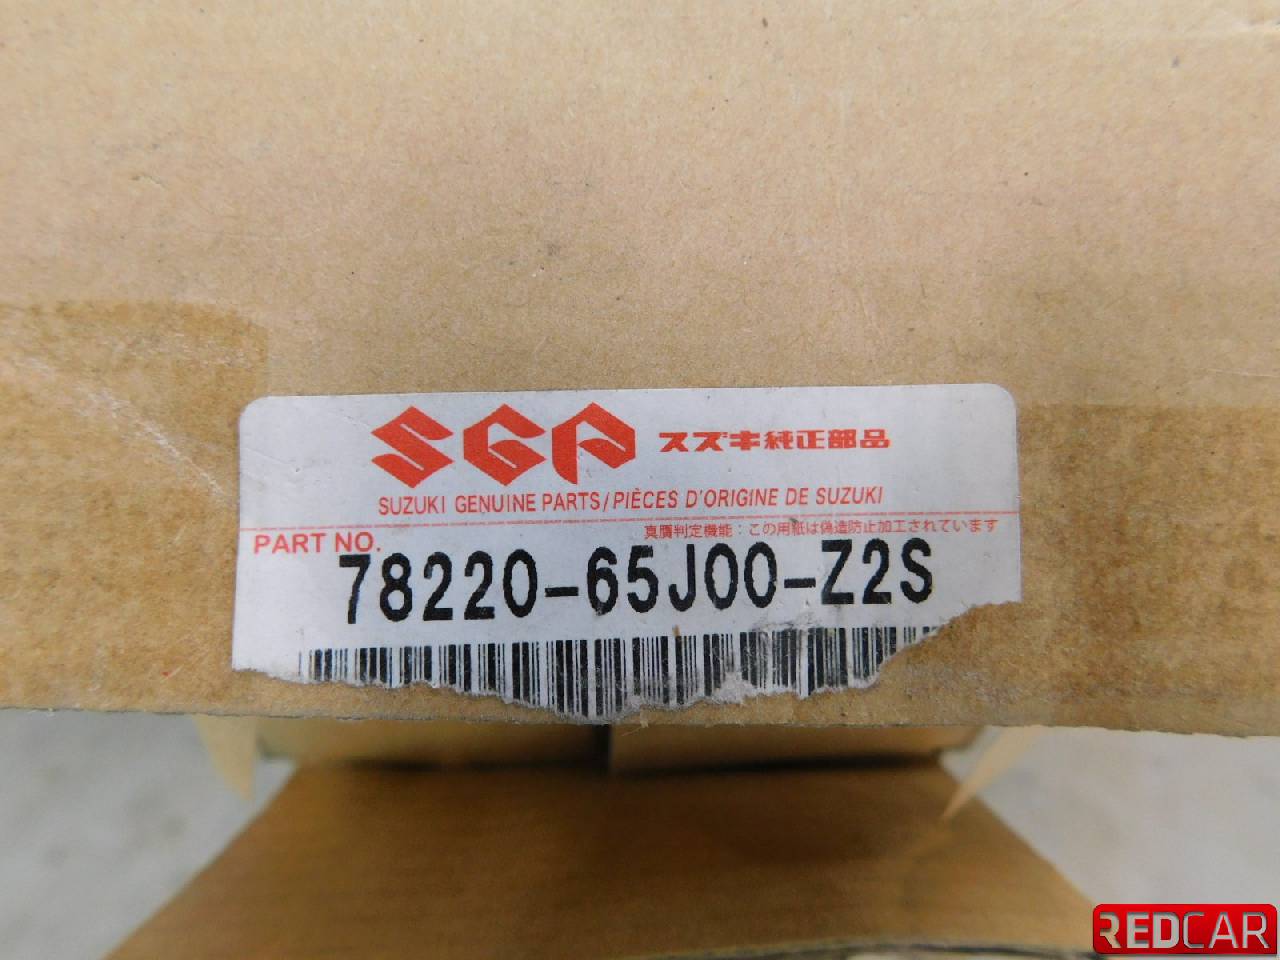 SGP スズキ純正部品
SUZUKI GENUINE PARTS/PIÈCES D'ORIGINE DE SUZUKI
真贋判定機能：この用紙は偽造防止加工されています
PART NO.
78220-65J00-Z2S
REDCAR